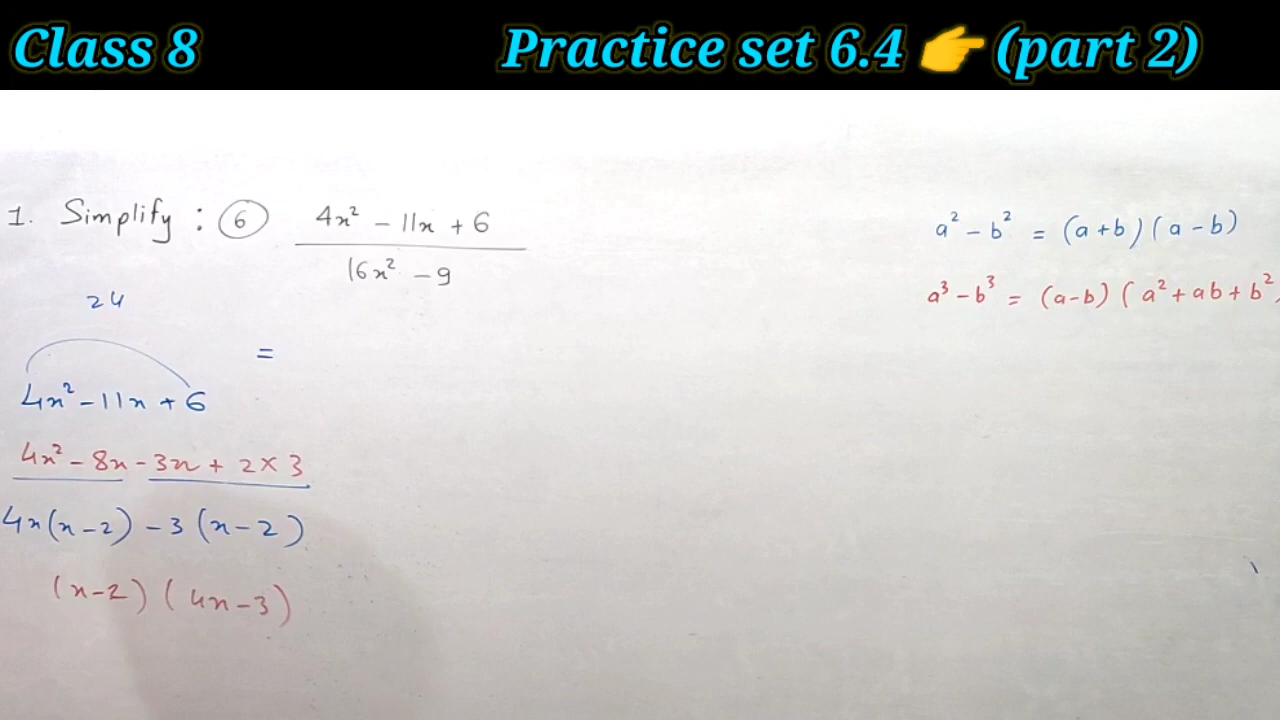 Class 8 Practice set 6.4 👉 (part 2)
1. Simplify : ⑥ 4x² - 11x + 6
16x² - 9
a² - b² = (a+b)(a-b)
a³ - b³ = (a-b)(a² + ab + b²
24
=
4x² - 11x + 6
4x² - 8x - 3x + 2 × 3
4x(x-2) - 3(x-2)
(x-2)(4x-3)